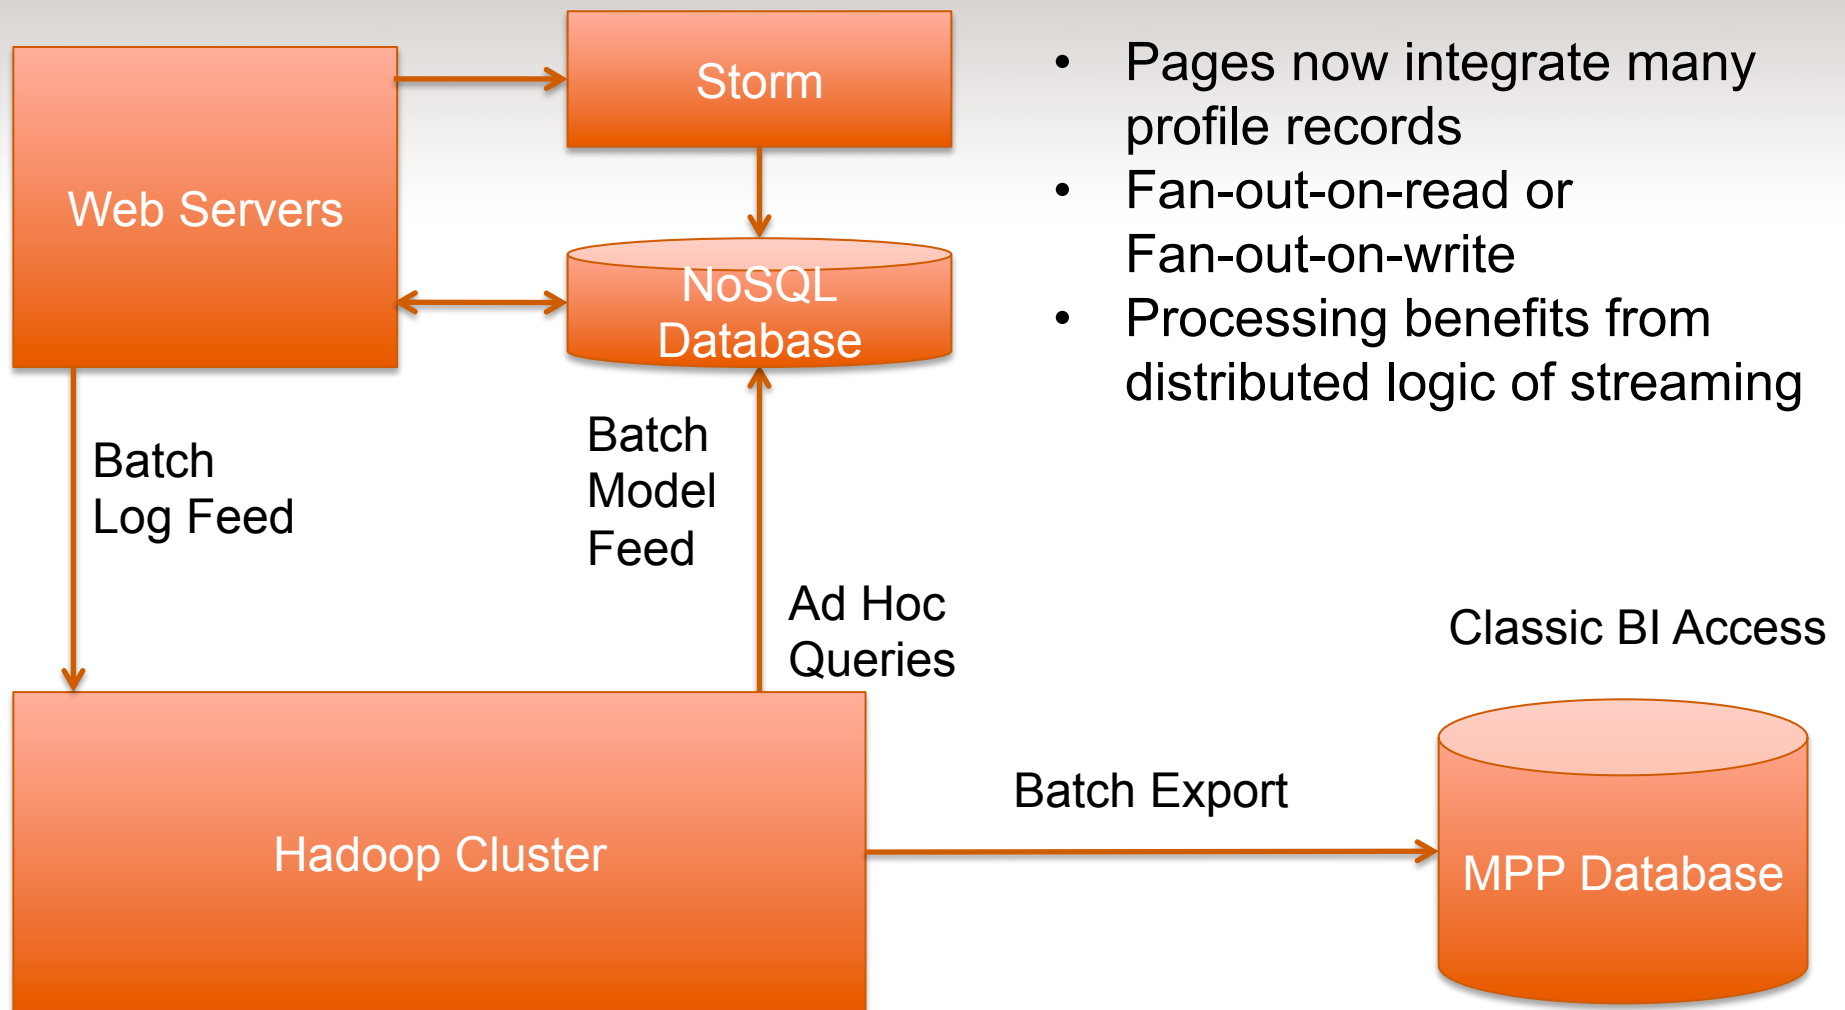 Web Servers
Storm
NoSQL
Database
• Pages now integrate many
profile records
• Fan-out-on-read or
Fan-out-on-write
• Processing benefits from
distributed logic of streaming
Batch
Log Feed
Batch
Model
Feed
Ad Hoc
Queries
Classic BI Access
Hadoop Cluster
Batch Export
MPP Database